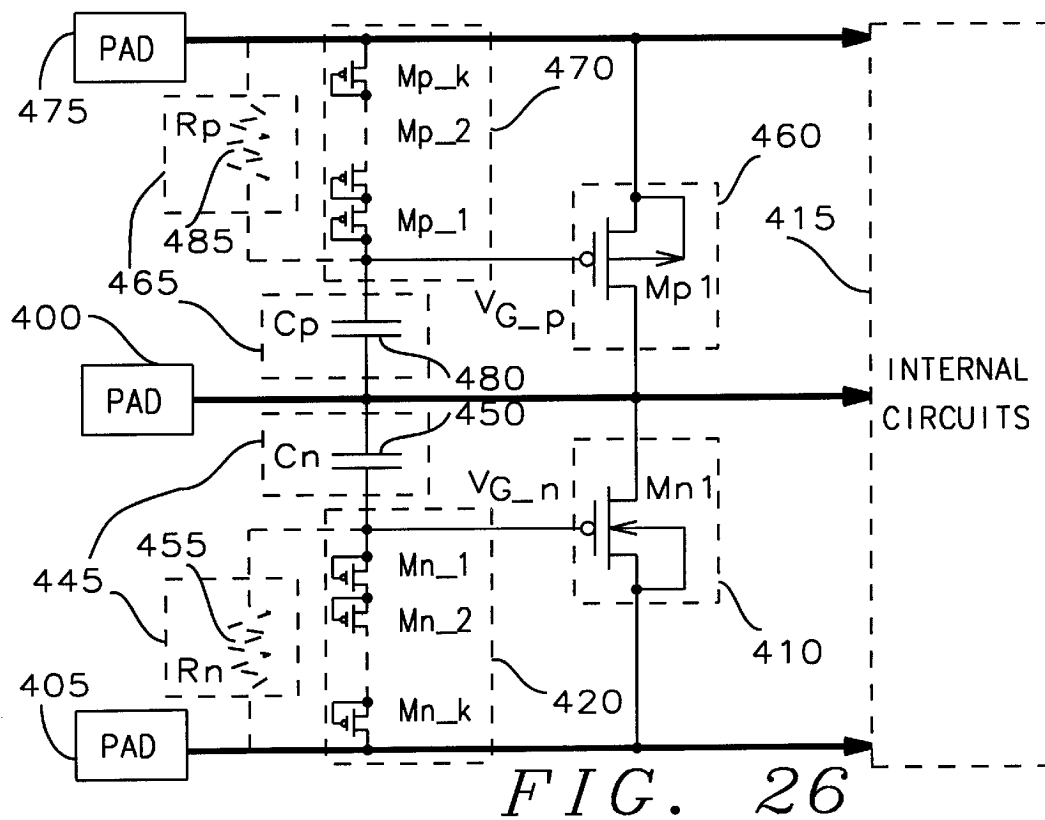 PAD
475
Mp_k
470
Rp
Mp_2
460
485
Mp_1
415
465
Mp1
VG_p
400
Cp
480
PAD
INTERNAL
CIRCUITS
450
Cn
VG_n
Mn1
455
445
Mn_1
Mn_2
410
Rn
420
405
Mn_k
PAD
FIG. 26